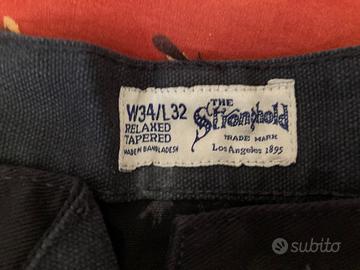 W34/L32
RELAXED
TAPERED
MADE IN BANGLADESH
THE
Stronghold
TRADE MARK
Los Angeles 1895
subito